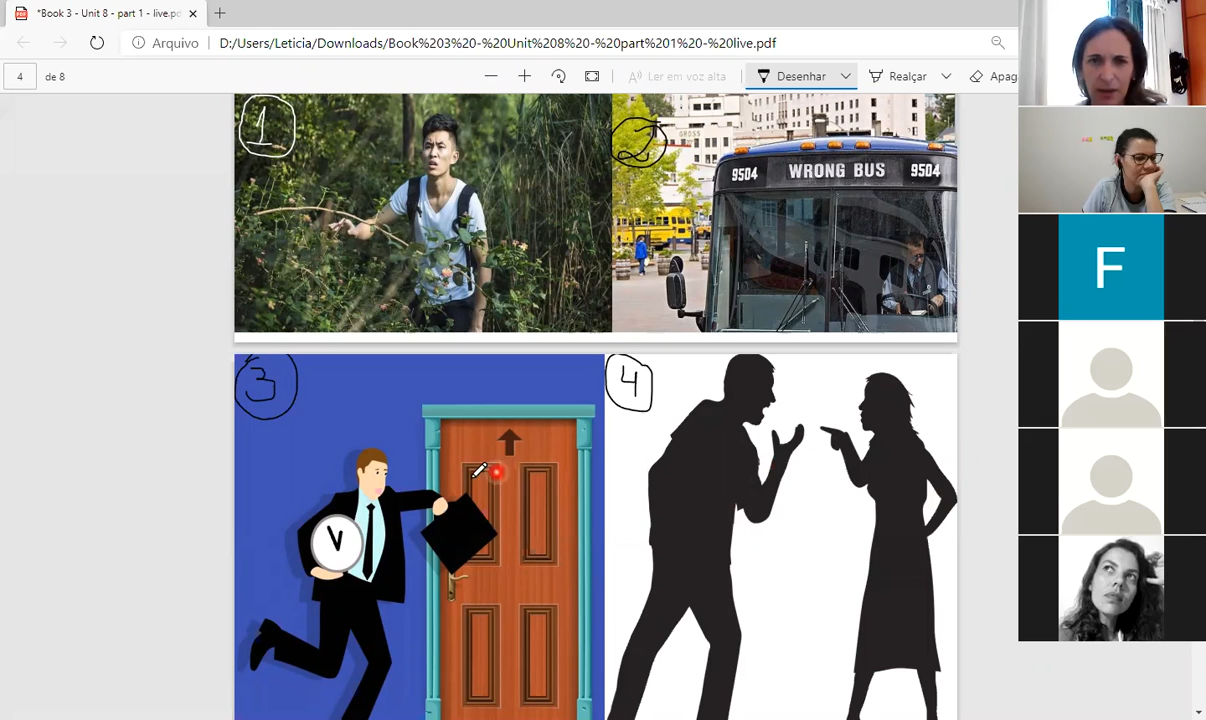 *Book 3 - Unit 8 - part 1 - live.pd
Arquivo D:/Users/Leticia/Downloads/Book%203%20-%20Unit%208%20-%20part%201%20-%20live.pdf
4 de 8 Ler em voz alta Desenhar Realçar Apag
1
2
GROSS
9504 WRONG BUS 9504
F
3
4